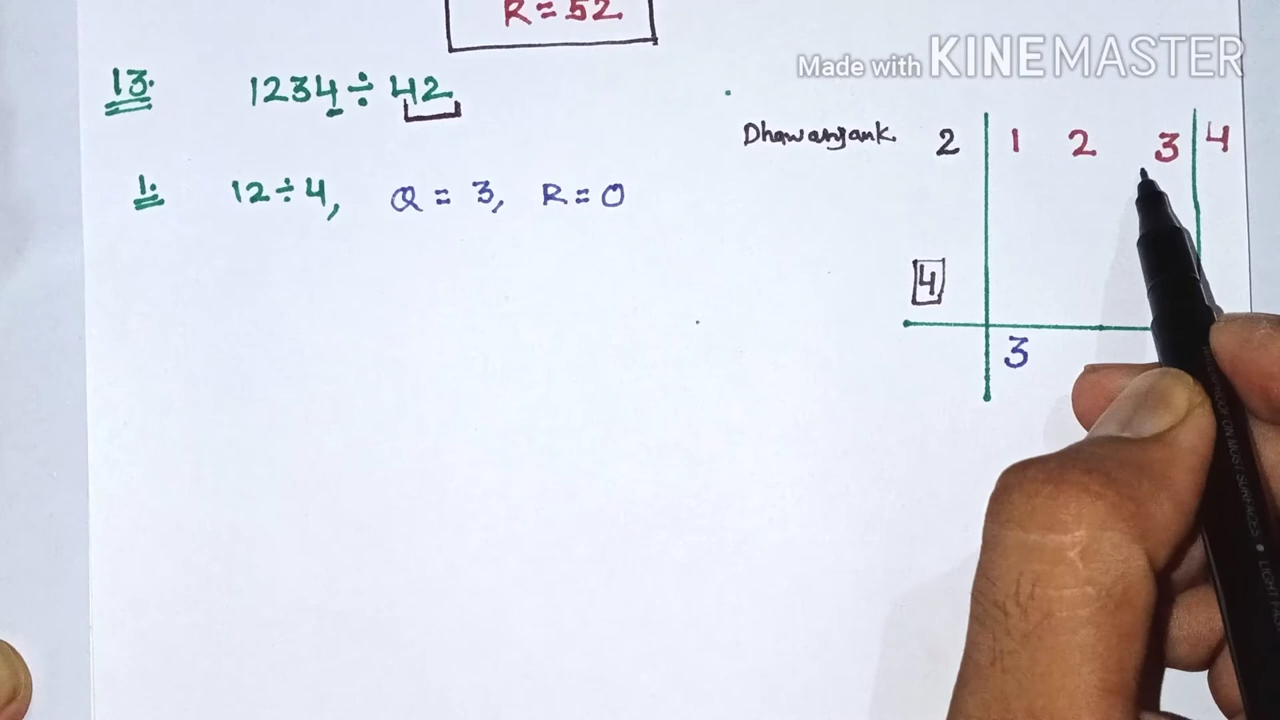 R = 52
Made with KINEMASTER
13. 1234 ÷ 42
Dhawanjank. 2 1 2 3 4
1. 12 ÷ 4, Q = 3, R = 0
4
3